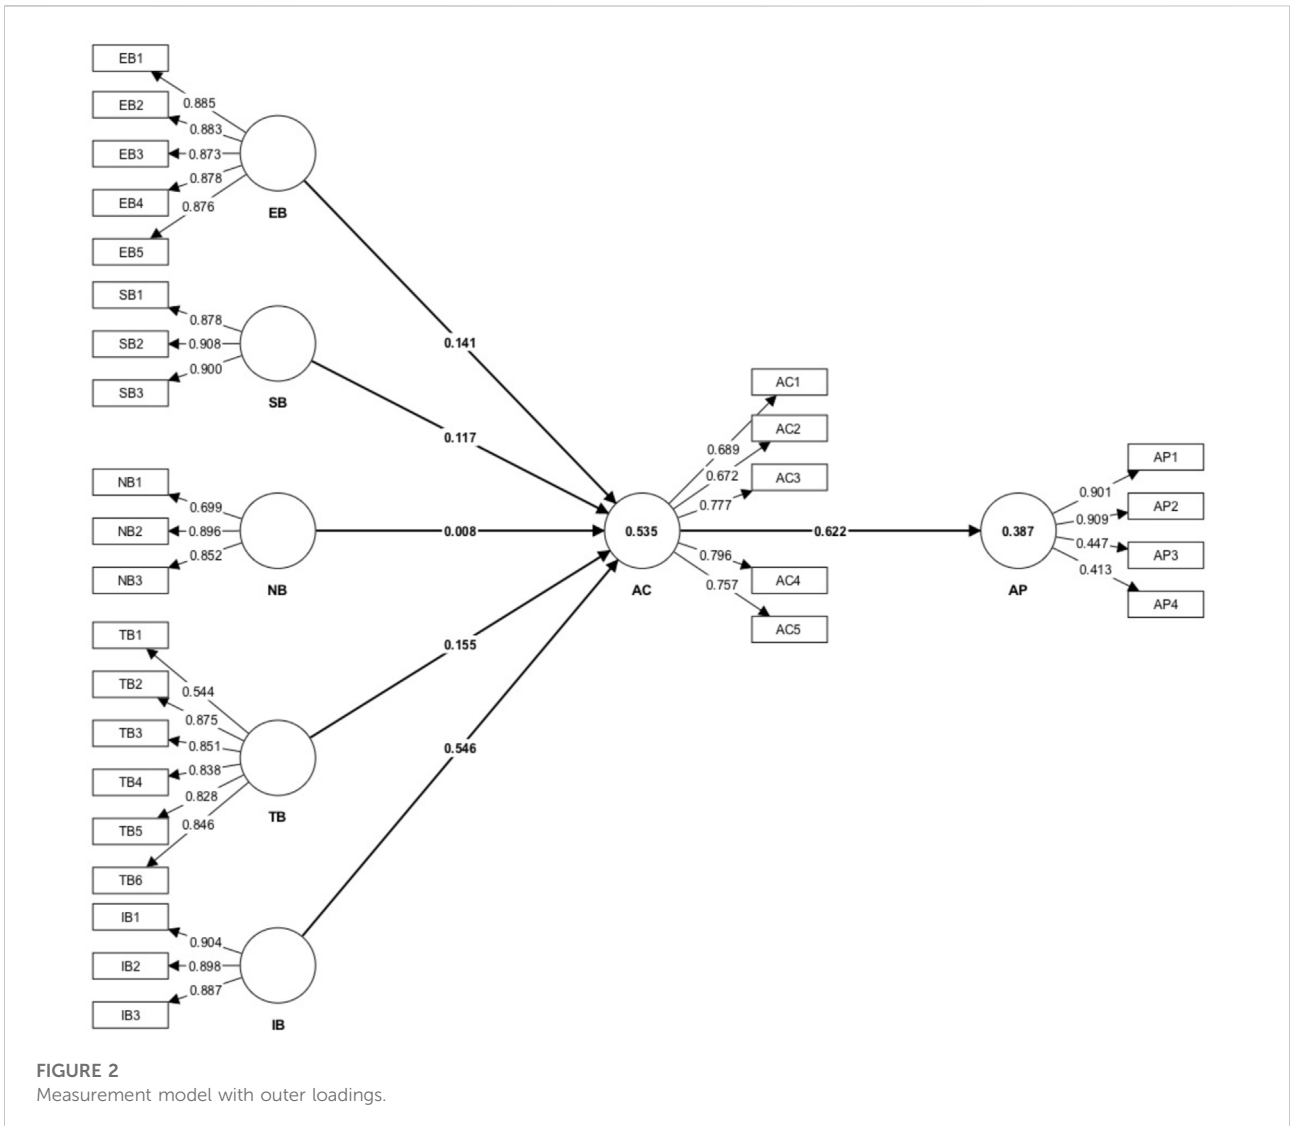 EB1
0.885
EB2
0.883
EB3
0.873
0.878
EB4
0.876
EB5
EB
SB1
0.878
SB2
0.908
0.900
SB3
SB
NB1
0.699
NB2
0.896
0.852
NB3
NB
TB1
0.544
TB2
0.875
TB3
0.851
0.838
TB4
0.828
TB5
0.846
TB6
TB
IB1
0.904
IB2
0.898
0.887
IB3
IB
0.141
0.117
0.008
0.155
0.546
0.535
AC
AC1
0.689
AC2
0.672
AC3
0.777
0.796
AC4
0.757
AC5
0.622
0.387
AP
AP1
0.901
AP2
0.909
0.447
AP3
0.413
AP4
FIGURE 2
Measurement model with outer loadings.